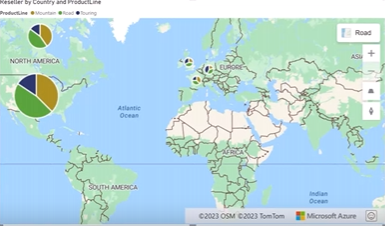 Reseller by Country and ProductLine
ProductLine Mountain Road Touring
Road
NORTH AMERICA
EUROPE
ASI
Atlantic
Ocean
AFRICA
SOUTH AMERICA
Indian
Ocean
©2023 OSM ©2023 TomTom Microsoft Azure